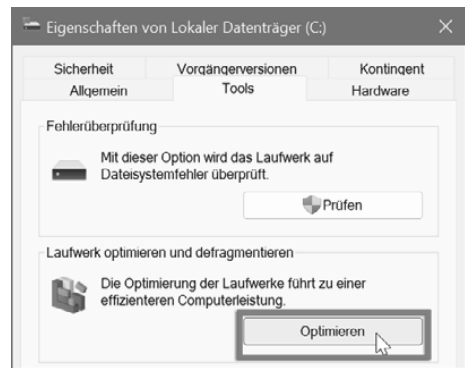 Eigenschaften von Lokaler Datenträger (C:)
Sicherheit Vorgängerversionen Kontingent
Allgemein Tools Hardware
Fehlerüberprüfung
Mit dieser Option wird das Laufwerk auf
Dateisystemfehler überprüft.
Prüfen
Laufwerk optimieren und defragmentieren
Die Optimierung der Laufwerke führt zu einer
effizienteren Computerleistung.
Optimieren